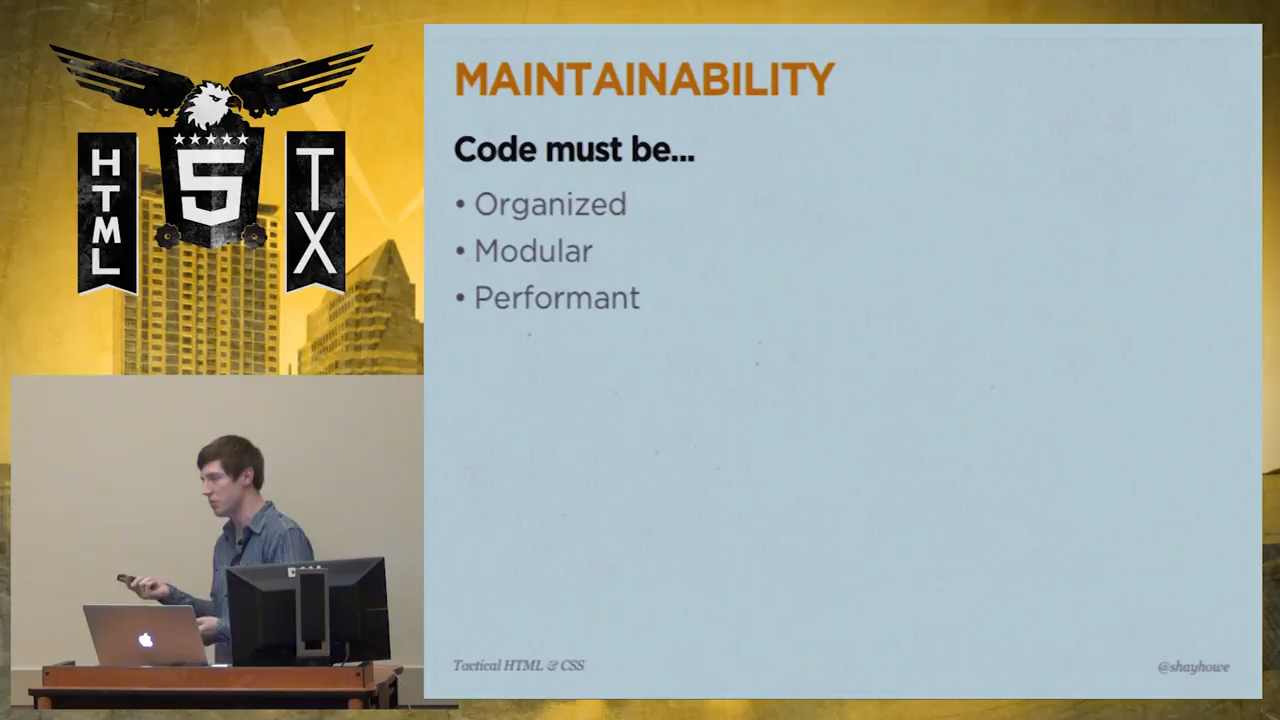 HTML
5
TX
MAINTAINABILITY
Code must be...
• Organized
• Modular
• Performant
Tactical HTML & CSS
@shayhowe